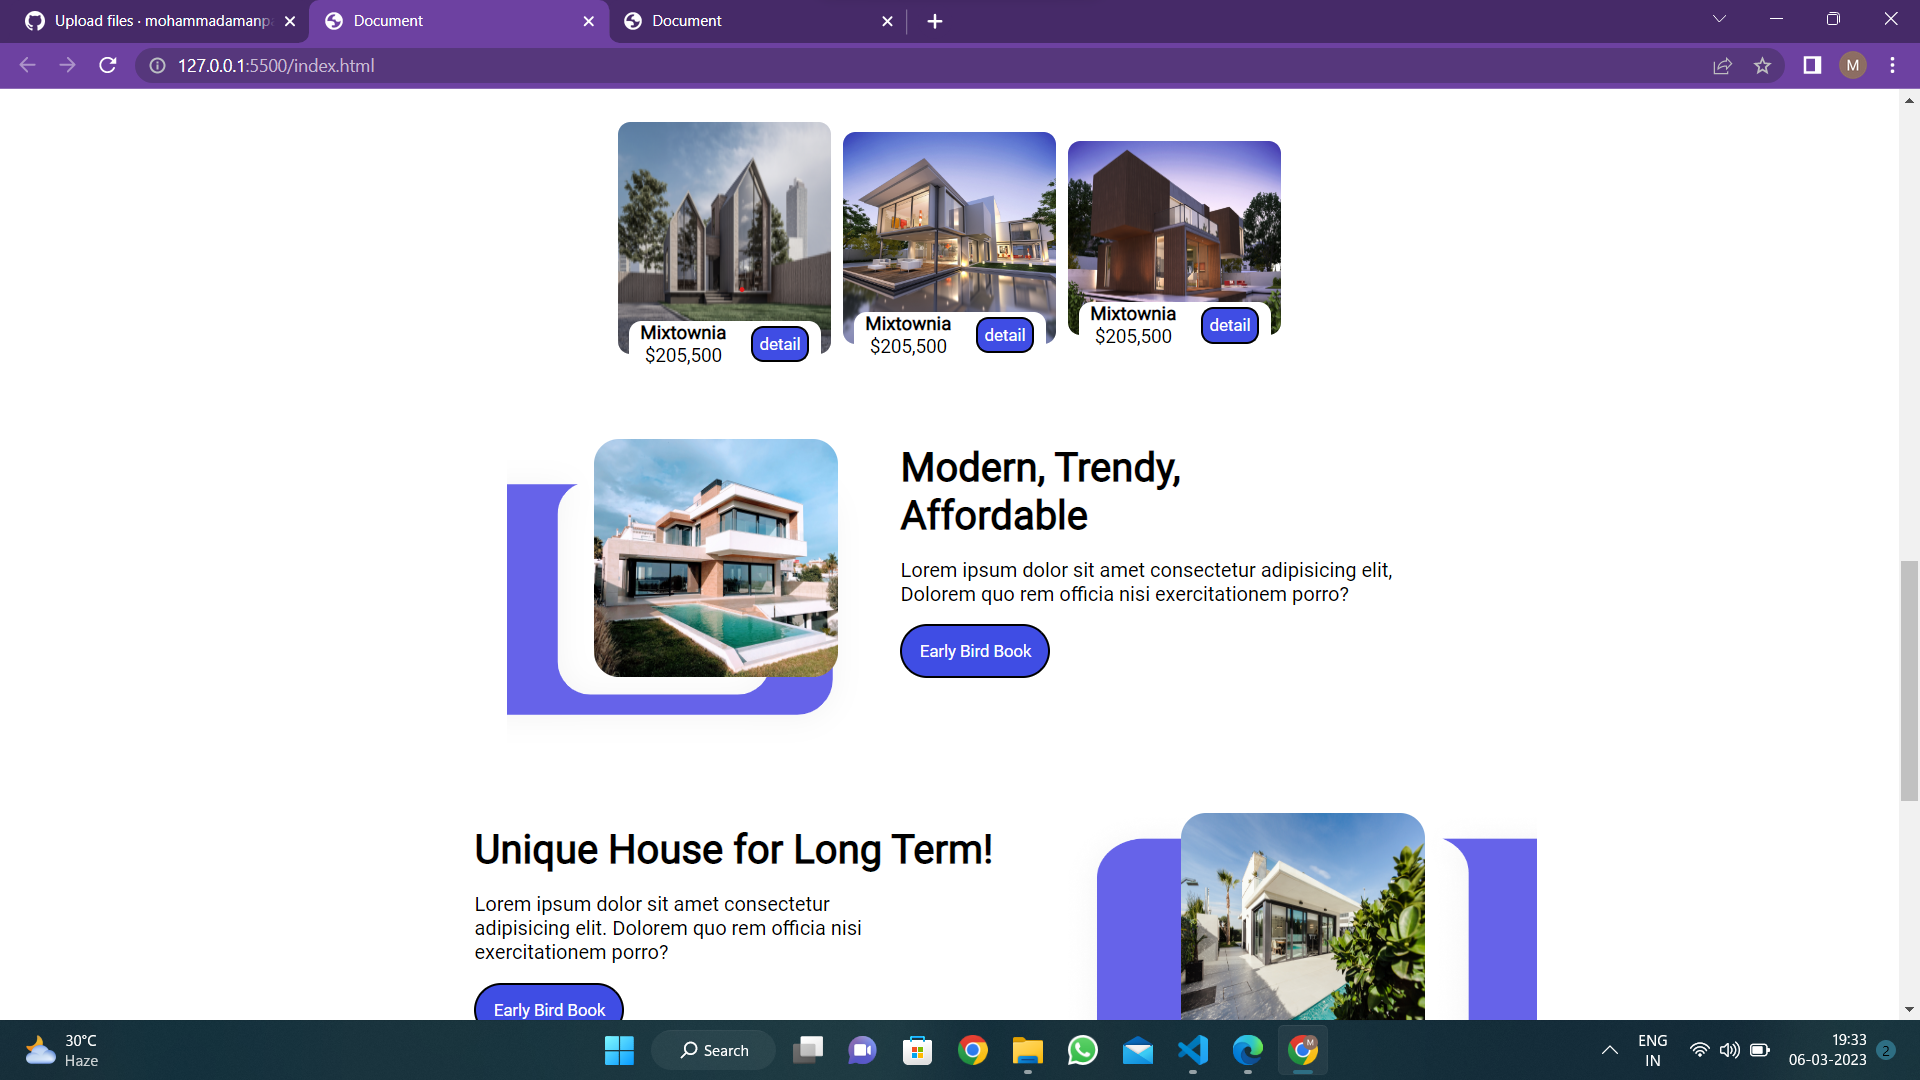 Upload files · mohammadamanp
Document
Document
127.0.0.1:5500/index.html
M
Mixtownia
$205,500
detail
Mixtownia
$205,500
detail
Mixtownia
$205,500
detail
Modern, Trendy,
Affordable
Lorem ipsum dolor sit amet consectetur adipisicing elit,
Dolorem quo rem officia nisi exercitationem porro?
Early Bird Book
Unique House for Long Term!
Lorem ipsum dolor sit amet consectetur
adipisicing elit. Dolorem quo rem officia nisi
exercitationem porro?
Early Bird Book
30°C
Haze
Search
M
ENG
IN
19:33
06-03-2023
2